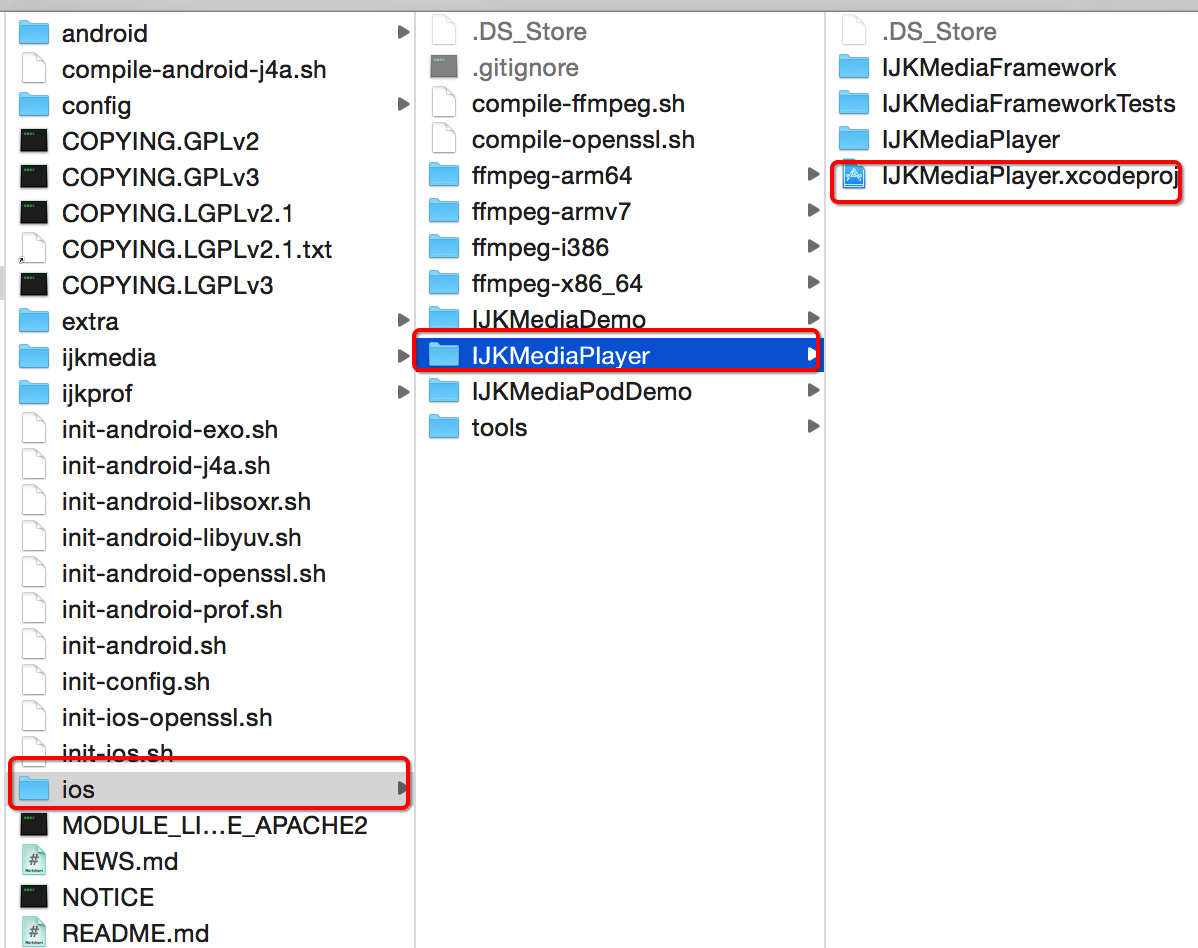 android
compile-android-j4a.sh
config
COPYING.GPLv2
COPYING.GPLv3
COPYING.LGPLv2.1
COPYING.LGPLv2.1.txt
COPYING.LGPLv3
extra
ijkmedia
ijkprof
init-android-exo.sh
init-android-j4a.sh
init-android-libsoxr.sh
init-android-libyuv.sh
init-android-openssl.sh
init-android-prof.sh
init-android.sh
init-config.sh
init-ios-openssl.sh
init-ios.sh
ios
MODULE_LI...E_APACHE2
NEWS.md
NOTICE
README.md
.DS_Store
.gitignore
compile-ffmpeg.sh
compile-openssl.sh
ffmpeg-arm64
ffmpeg-armv7
ffmpeg-i386
ffmpeg-x86_64
IJKMediaDemo
IJKMediaPlayer
IJKMediaPodDemo
tools
.DS_Store
IJKMediaFramework
IJKMediaFrameworkTests
IJKMediaPlayer
IJKMediaPlayer.xcodeproj